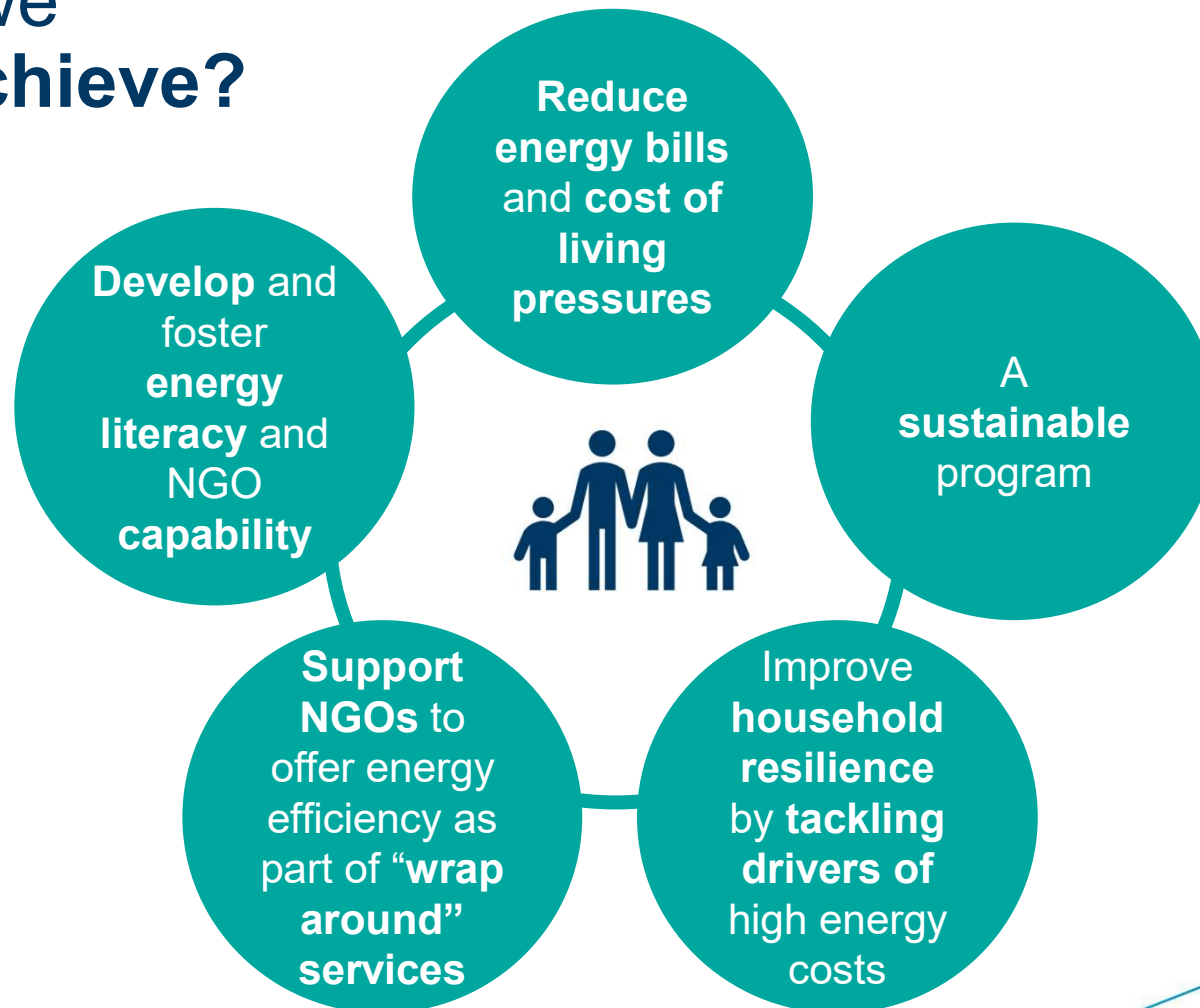 we
chieve?
Reduce
energy bills
and cost of
living
pressures
A
sustainable
program
Improve
household
resilience
by tackling
drivers of
high energy
costs
Support
NGOs to
offer energy
efficiency as
part of “wrap
around”
services
Develop and
foster
energy
literacy and
NGO
capability